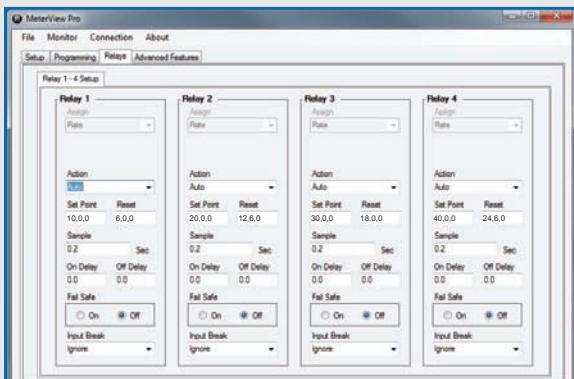 MeterView Pro
File Monitor Connection About
Setup Programming Relays Advanced Features
Relay 1 - 4 Setup
Relay 1 Relay 2 Relay 3 Relay 4
Assign Assign Assign Assign
Rate Rate Rate Rate
Action Action Action Action
Auto Auto Auto Auto
Set Point Reset Set Point Reset Set Point Reset Set Point Reset
10,0,0 6,0,0 20,0,0 12,6,0 30,0,0 18,0,0 40,0,0 24,6,0
Sample Sample Sample Sample
0.2 Sec 0.2 Sec 0.2 Sec 0.2 Sec
On Delay Off Delay On Delay Off Delay On Delay Off Delay On Delay Off Delay
0.0 0.0 0.0 0.0 0.0 0.0 0.0 0.0
Fail Safe Fail Safe Fail Safe Fail Safe
On Off On Off On Off On Off
Input Break Input Break Input Break Input Break
Ignore Ignore Ignore Ignore